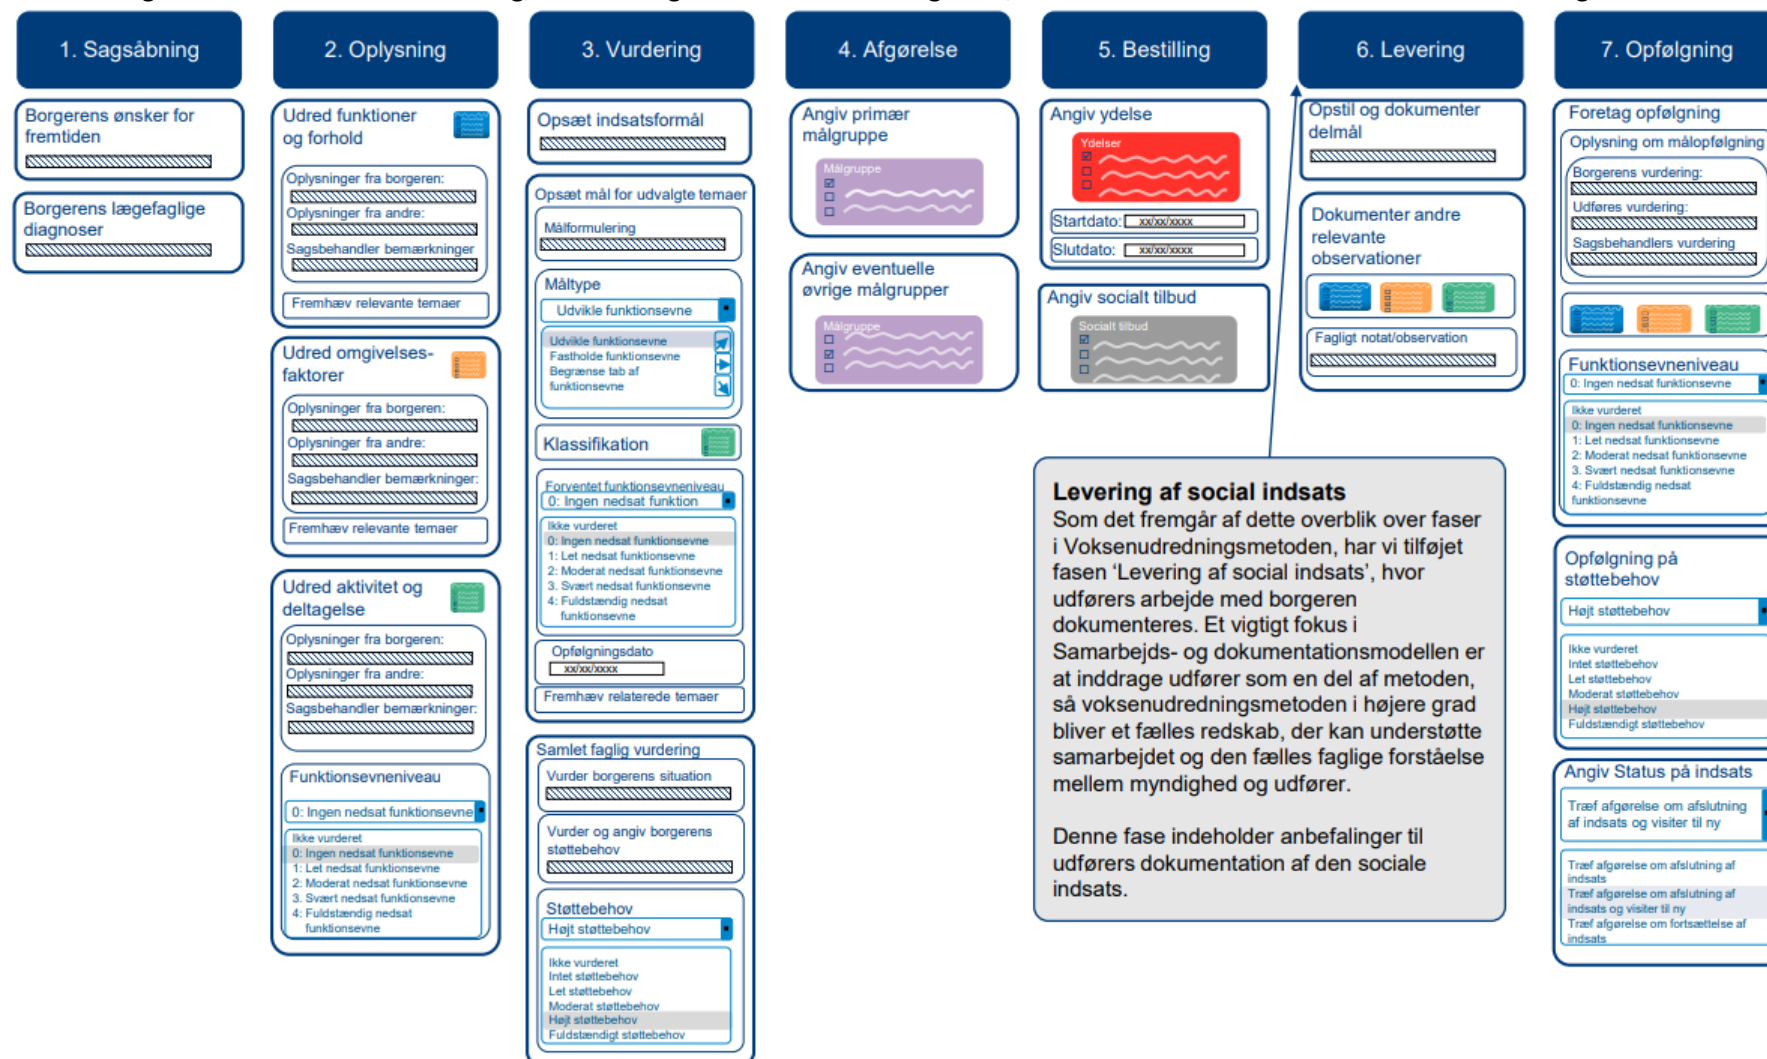 1. Sagsåbning
Borgerens ønsker for
fremtiden
Borgerens lægefaglige
diagnoser
2. Oplysning
Udred funktioner
og forhold
Oplysninger fra borgeren:
Oplysninger fra andre:
Sagsbehandler bemærkninger
Fremhæv relevante temaer
Udred omgivelses-
faktorer
Oplysninger fra borgeren:
Oplysninger fra andre:
Sagsbehandler bemærkninger:
Fremhæv relevante temaer
Udred aktivitet og
deltagelse
Oplysninger fra borgeren:
Oplysninger fra andre:
Sagsbehandler bemærkninger:
Funktionsevneniveau
0: Ingen nedsat funktionsevne
Ikke vurderet
0: Ingen nedsat funktionsevne
1: Let nedsat funktionsevne
2: Moderat nedsat funktionsevne
3. Svært nedsat funktionsevne
4: Fuldstændig nedsat
funktionsevne
3. Vurdering
Opsæt indsatsformål
Opsæt mål for udvalgte temaer
Målformulering
Måltype
Udvikle funktionsevne
Udvikle funktionsevne
Fastholde funktionsevne
Begrænse tab af
funktionsevne
Klassifikation
Forventet funktionsevneniveau
0: Ingen nedsat funktion
Ikke vurderet
0: Ingen nedsat funktionsevne
1: Let nedsat funktionsevne
2: Moderat nedsat funktionsevne
3. Svært nedsat funktionsevne
4: Fuldstændig nedsat
funktionsevne
Opfølgningsdato
xx/xx/xxxx
Fremhæv relaterede temaer
Samlet faglig vurdering
Vurder borgerens situation
Vurder og angiv borgerens
støttebehov
Støttebehov
Højt støttebehov
Ikke vurderet
Intet støttebehov
Let støttebehov
Moderat støttebehov
Højt støttebehov
Fuldstændigt støttebehov
4. Afgørelse
Angiv primær
målgruppe
Målgruppe
Angiv eventuelle
øvrige målgrupper
Målgruppe
5. Bestilling
Angiv ydelse
Ydelser
Startdato: xx/xx/xxxx
Slutdato: xx/xx/xxxx
Angiv socialt tilbud
Socialt tilbud
6. Levering
Opstil og dokumenter
delmål
Dokumenter andre
relevante
observationer
Fagligt notat/observation
Levering af social indsats
Som det fremgår af dette overblik over faser
i Voksenudredningsmetoden, har vi tilføjet
fasen ‘Levering af social indsats’, hvor
udførers arbejde med borgeren
dokumenteres. Et vigtigt fokus i
Samarbejds- og dokumentationsmodellen er
at inddrage udfører som en del af metoden,
så voksenudredningsmetoden i højere grad
bliver et fælles redskab, der kan understøtte
samarbejdet og den fælles faglige forståelse
mellem myndighed og udfører.
Denne fase indeholder anbefalinger til
udførers dokumentation af den sociale
indsats.
7. Opfølgning
Foretag opfølgning
Oplysning om målopfølgning
Borgerens vurdering:
Udføres vurdering:
Sagsbehandlers vurdering
Funktionsevneniveau
0: Ingen nedsat funktionsevne
Ikke vurderet
0: Ingen nedsat funktionsevne
1: Let nedsat funktionsevne
2: Moderat nedsat funktionsevne
3. Svært nedsat funktionsevne
4: Fuldstændig nedsat
funktionsevne
Opfølgning på
støttebehov
Højt støttebehov
Ikke vurderet
Intet støttebehov
Let støttebehov
Moderat støttebehov
Højt støttebehov
Fuldstændigt støttebehov
Angiv Status på indsats
Træf afgørelse om afslutning
af indsats og visiter til ny
Træf afgørelse om afslutning af
indsats
Træf afgørelse om afslutning af
indsats og visiter til ny
Træf afgørelse om fortsættelse af
indsats